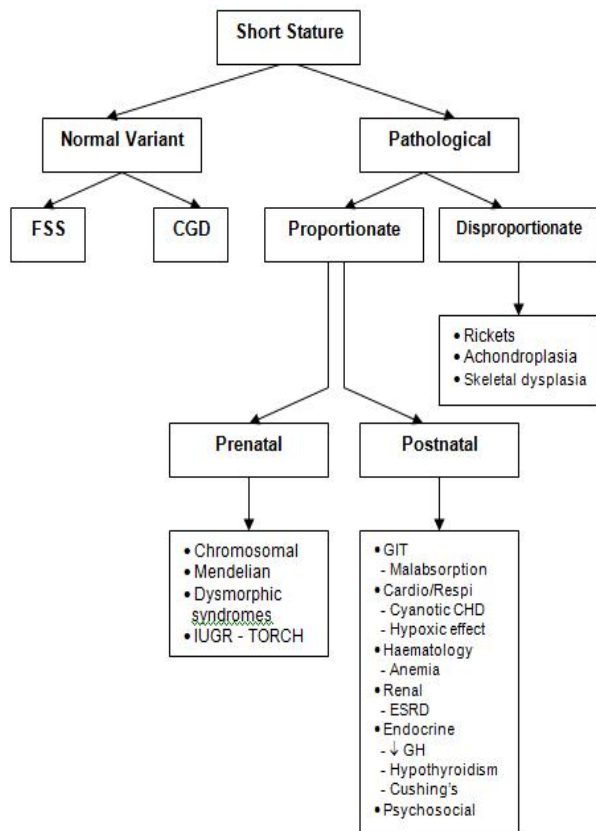 Short Stature
Normal Variant
Pathological
FSS
CGD
Proportionate
Disproportionate
• Rickets
• Achondroplasia
• Skeletal dysplasia
Prenatal
Postnatal
• Chromosomal
• Mendelian
• Dysmorphic
syndromes
• IUGR - TORCH
• GIT
- Malabsorption
• Cardio/Respi
- Cyanotic CHD
- Hypoxic effect
• Haematology
- Anemia
• Renal
- ESRD
• Endocrine
- ↓ GH
- Hypothyroidism
- Cushing's
• Psychosocial